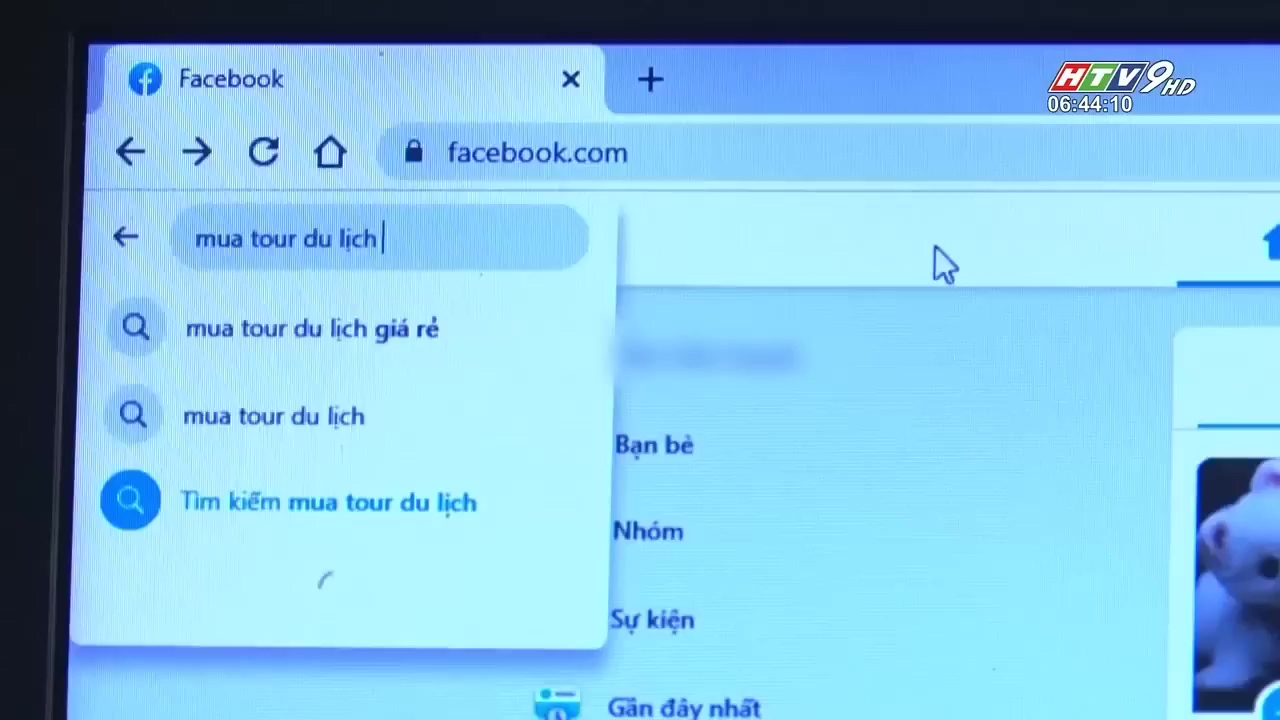 Facebook
HTV9HD
06:44:10
facebook.com
mua tour du lịch
mua tour du lịch giá rẻ
mua tour du lịch
Tìm kiếm mua tour du lịch
Bạn bè
Nhóm
Sự kiện
Gần đây nhất